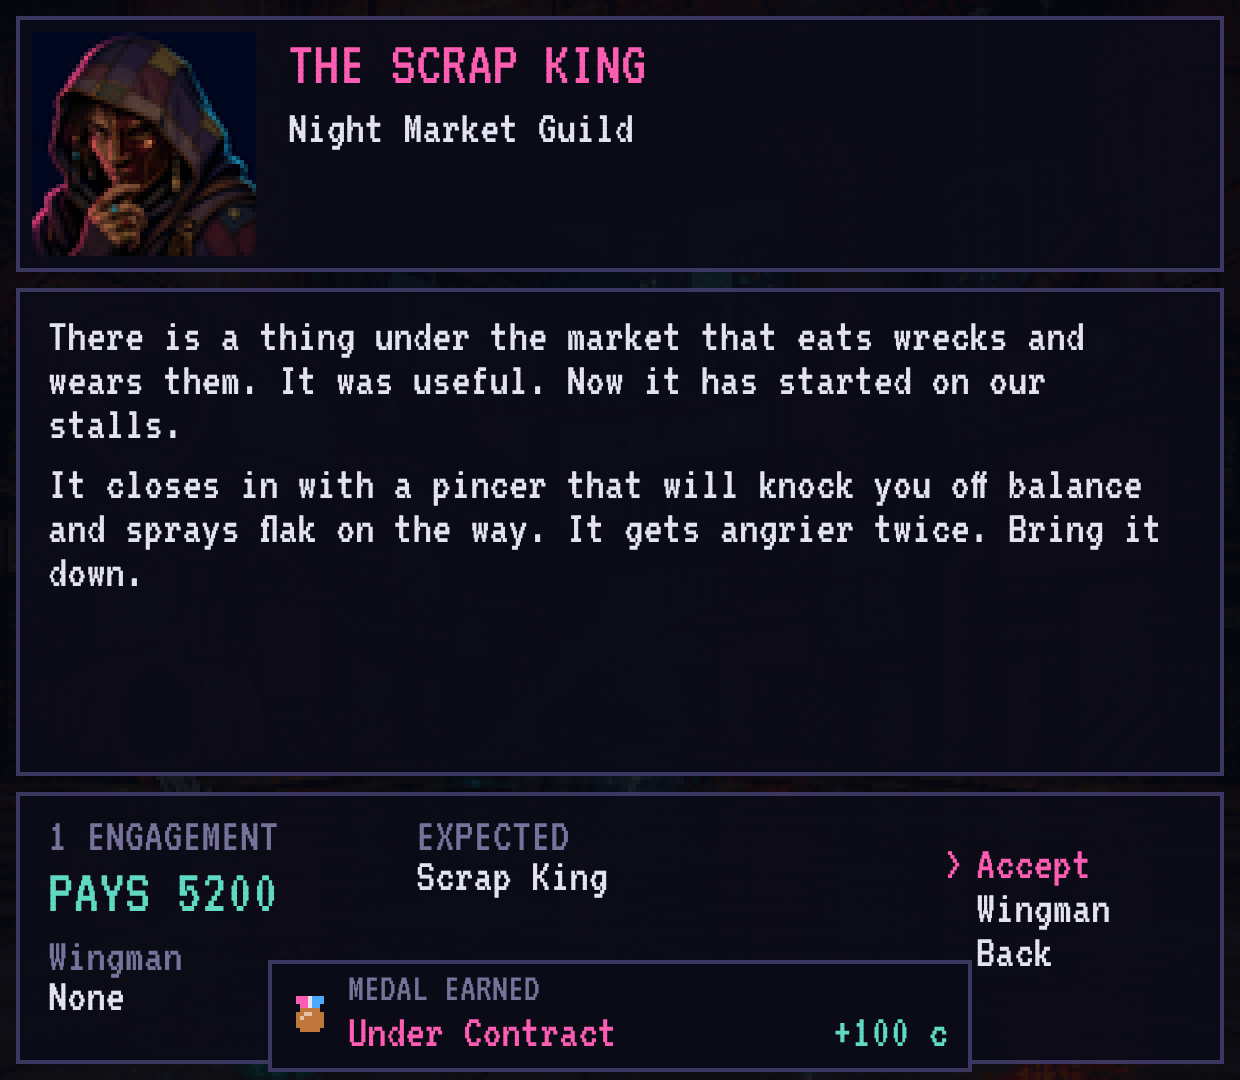 THE SCRAP KING
Night Market Guild
There is a thing under the market that eats wrecks and
wears them. It was useful. Now it has started on our
stalls.
It closes in with a pincer that will knock you off balance
and sprays flak on the way. It gets angrier twice. Bring it
down.
1 ENGAGEMENT
PAYS 5200
Wingman
None
EXPECTED
Scrap King
> Accept
Wingman
Back
MEDAL EARNED
Under Contract +100 c